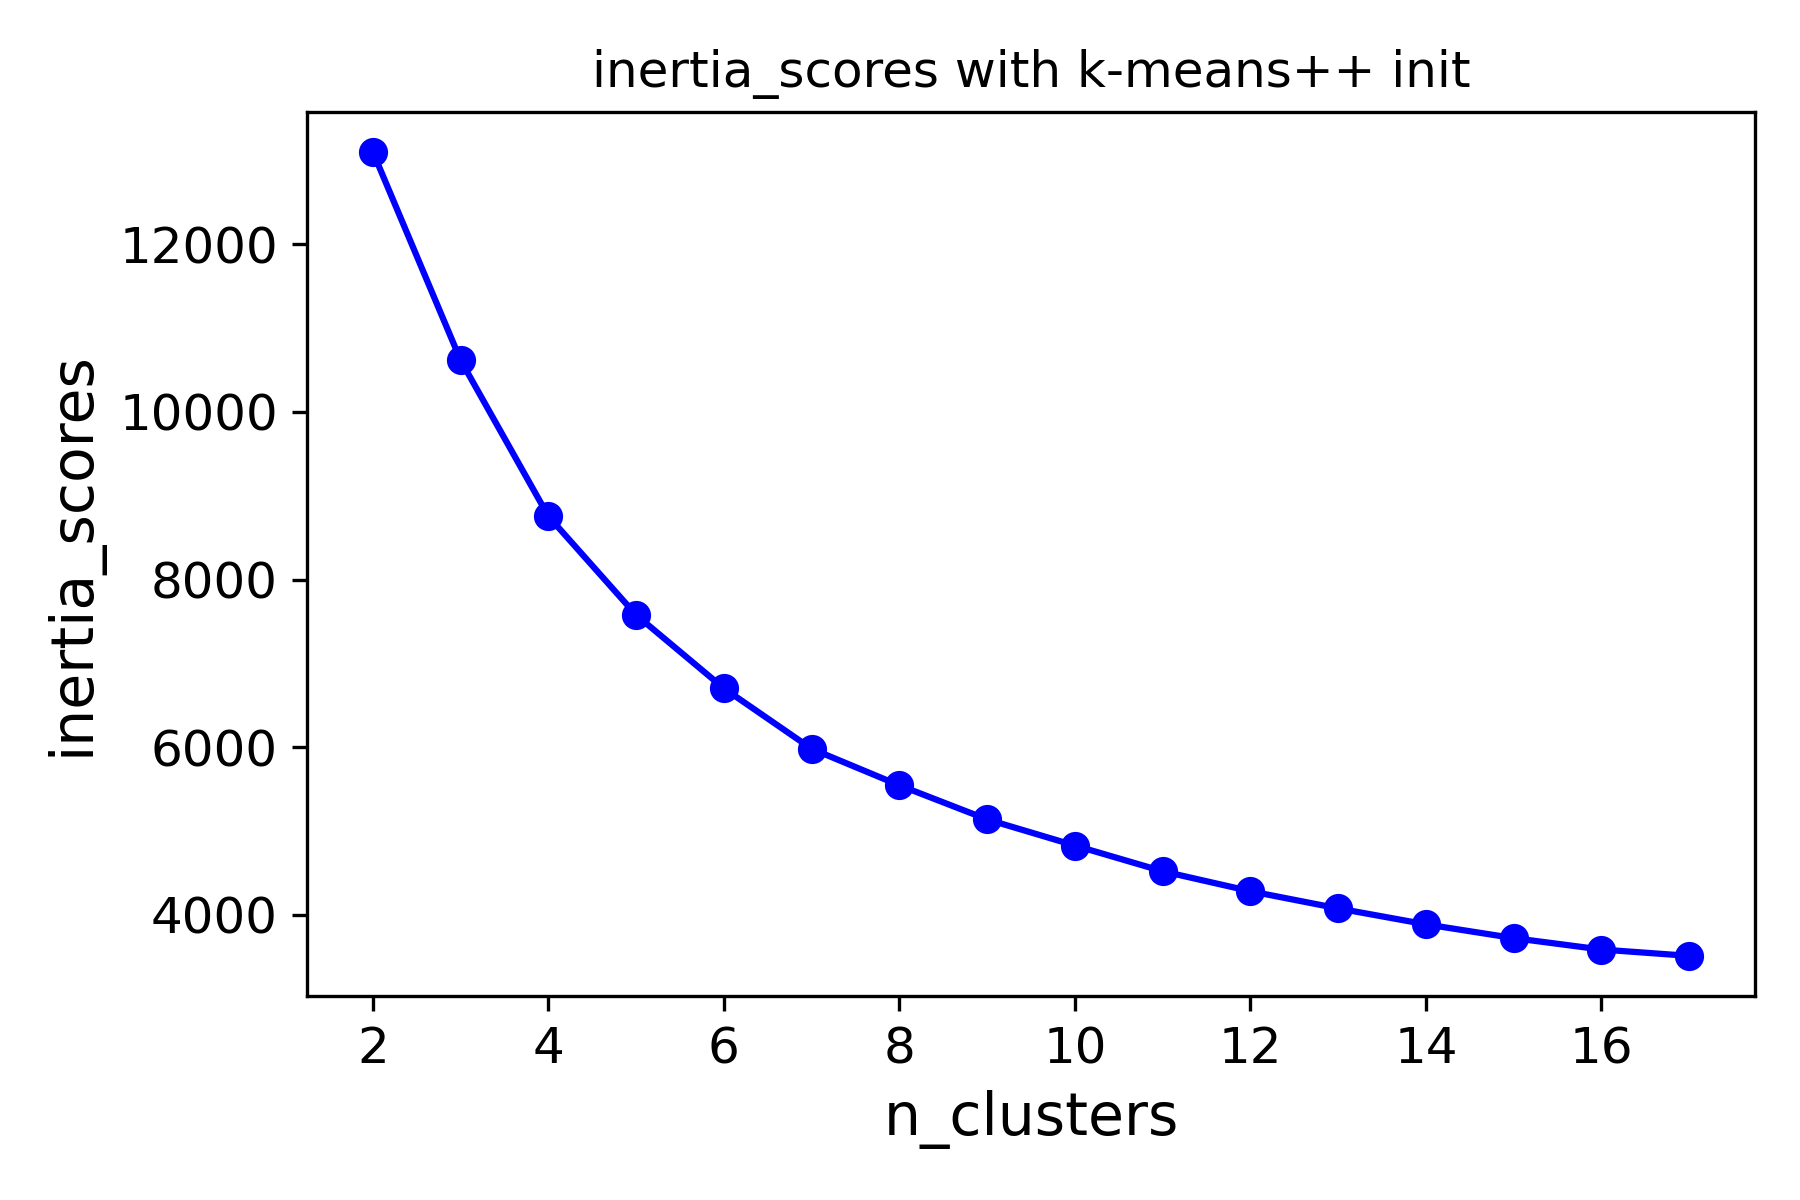 inertia_scores with k-means++ init
inertia_scores
12000
10000
8000
6000
4000
2 4 6 8 10 12 14 16
n_clusters